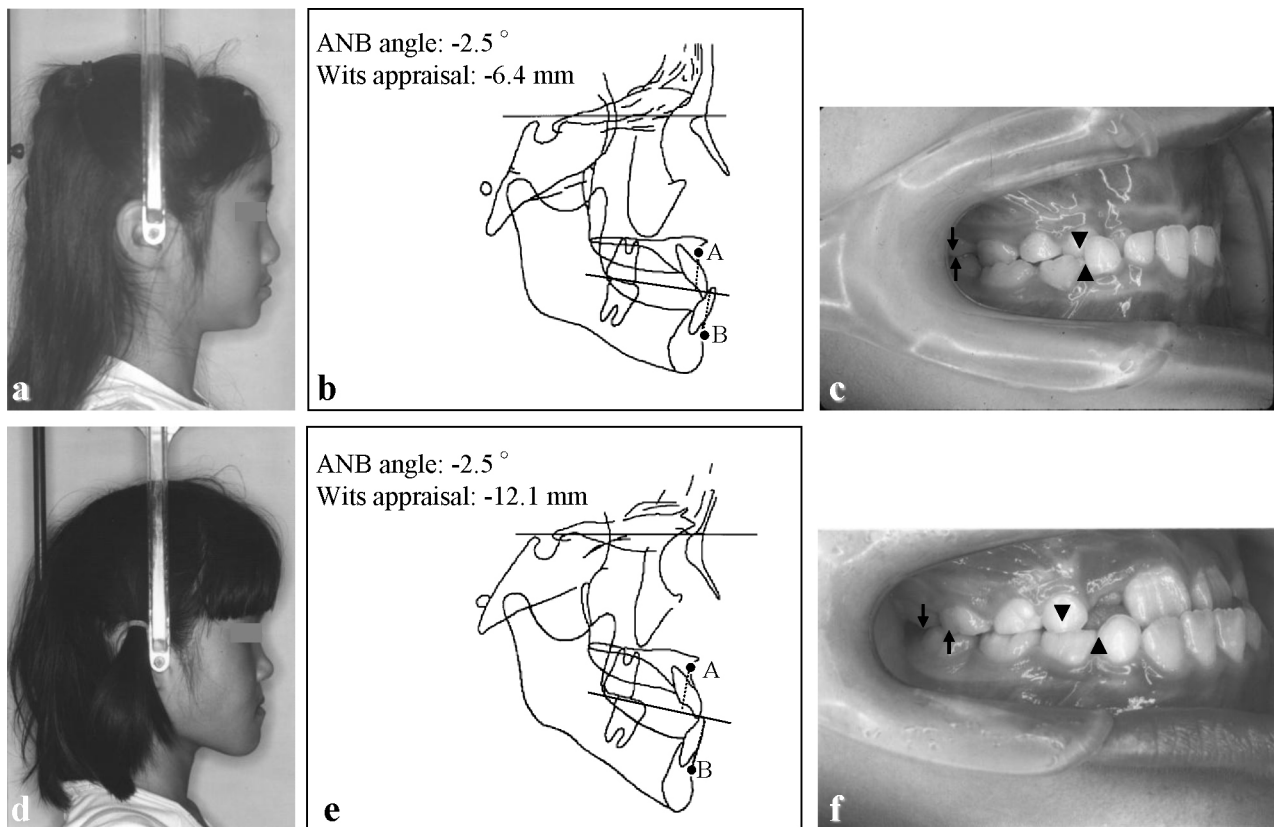 ANB angle: -2.5°
Wits appraisal: -6.4 mm
A
B
a
b
c
ANB angle: -2.5°
Wits appraisal: -12.1 mm
A
B
d
e
f